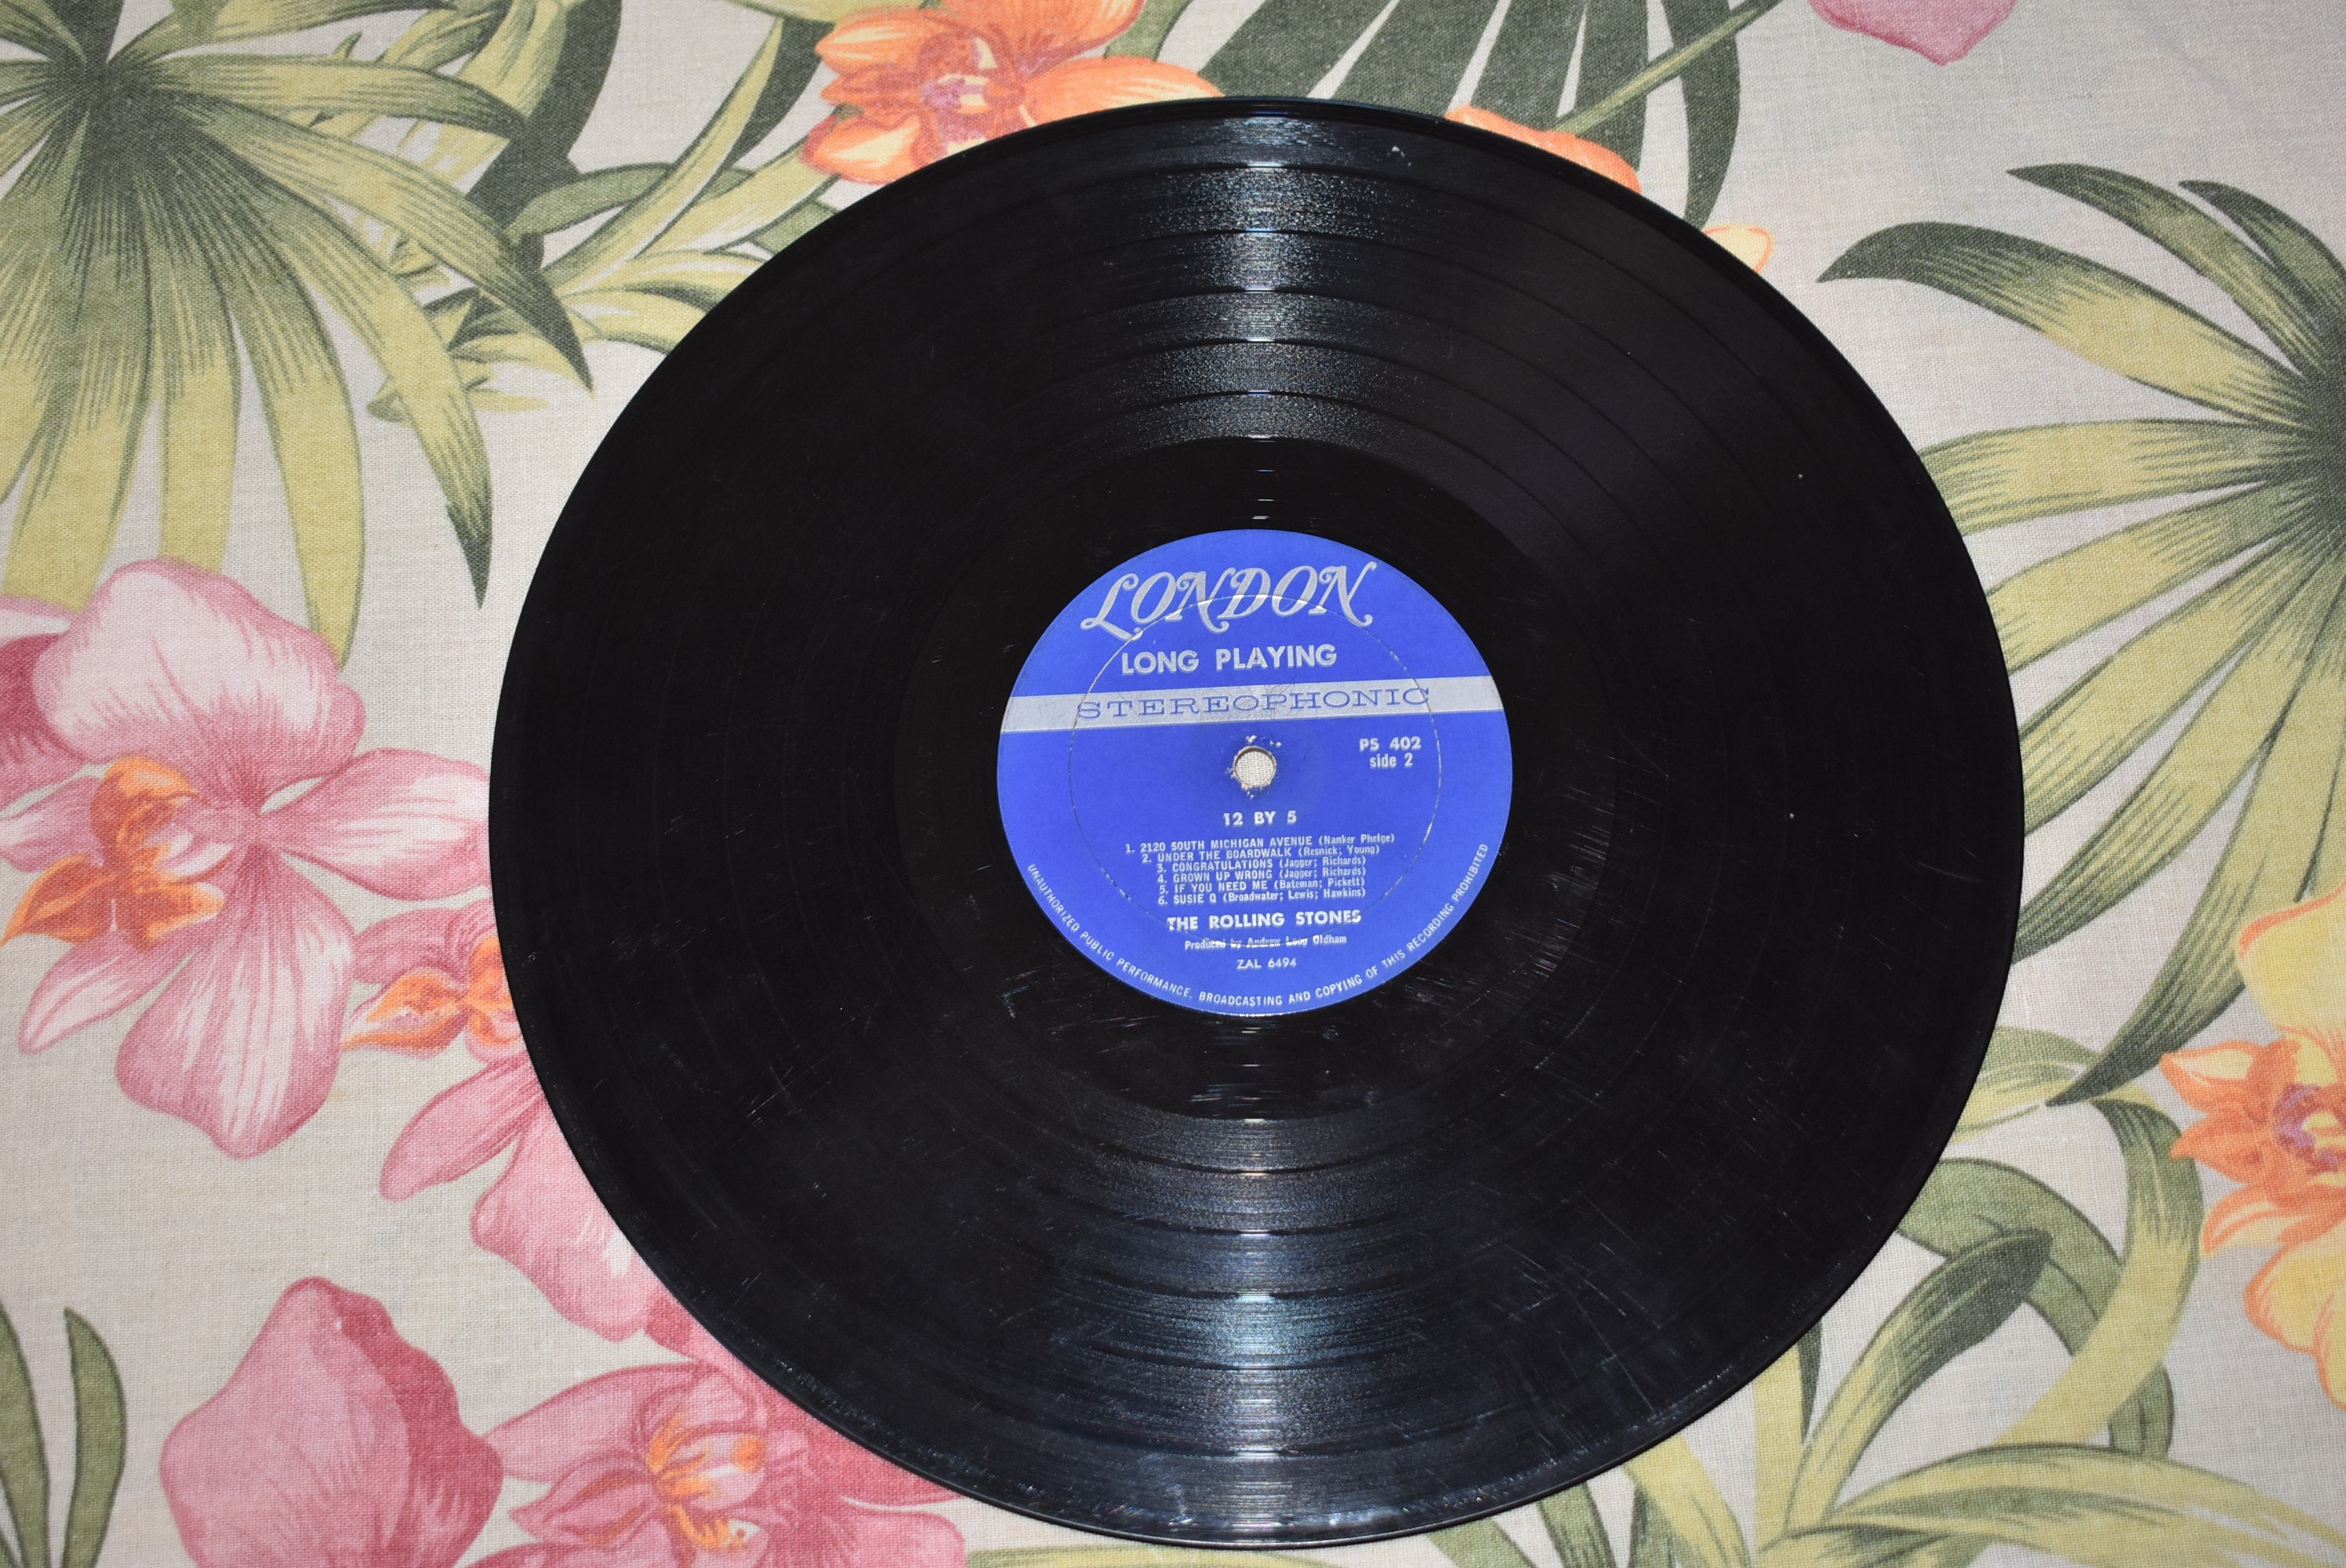 LONDON
LONG PLAYING
STEREOPHONIC
PS 402
side 2
12 BY 5
1. 2120 SOUTH MICHIGAN AVENUE (Nanker Phelge)
2. UNDER THE BOARDWALK (Resnick; Young)
3. CONGRATULATIONS (Jagger; Richards)
4. GROWN UP WRONG (Jagger; Richards)
5. IF YOU NEED ME (Bateman; Pickett)
6. SUSIE Q (Broadwater; Lewis; Hawkins)
THE ROLLING STONES
Produced by Andrew Loog Oldham
ZAL 6494
UNAUTHORIZED PUBLIC PERFORMANCE, BROADCASTING AND COPYING OF THIS RECORDING PROHIBITED